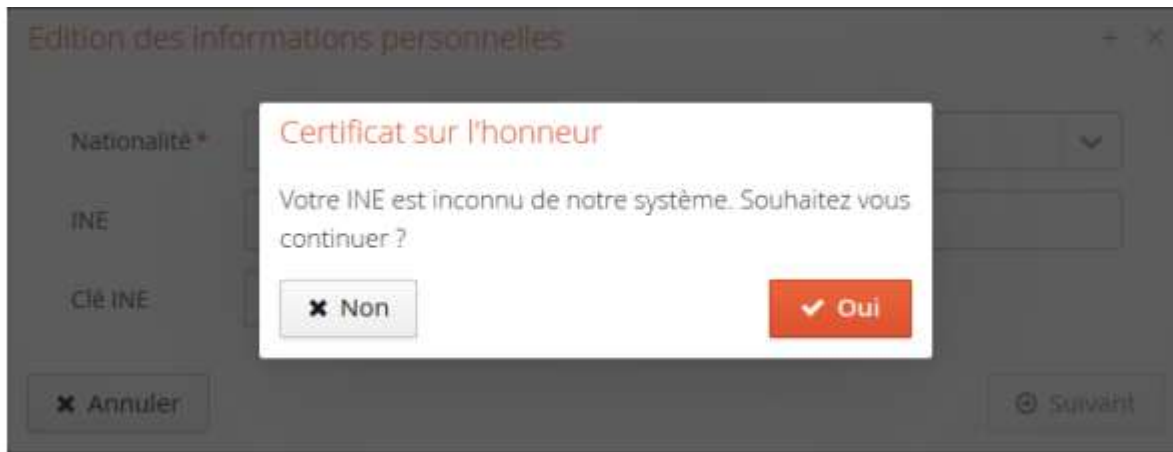 Edition des informations personnelles
Certificat sur l'honneur
Nationalité *
Votre INE est inconnu de notre système. Souhaitez vous
continuer ?
INE
Clé INE
Non
Oui
Annuler
Suivant